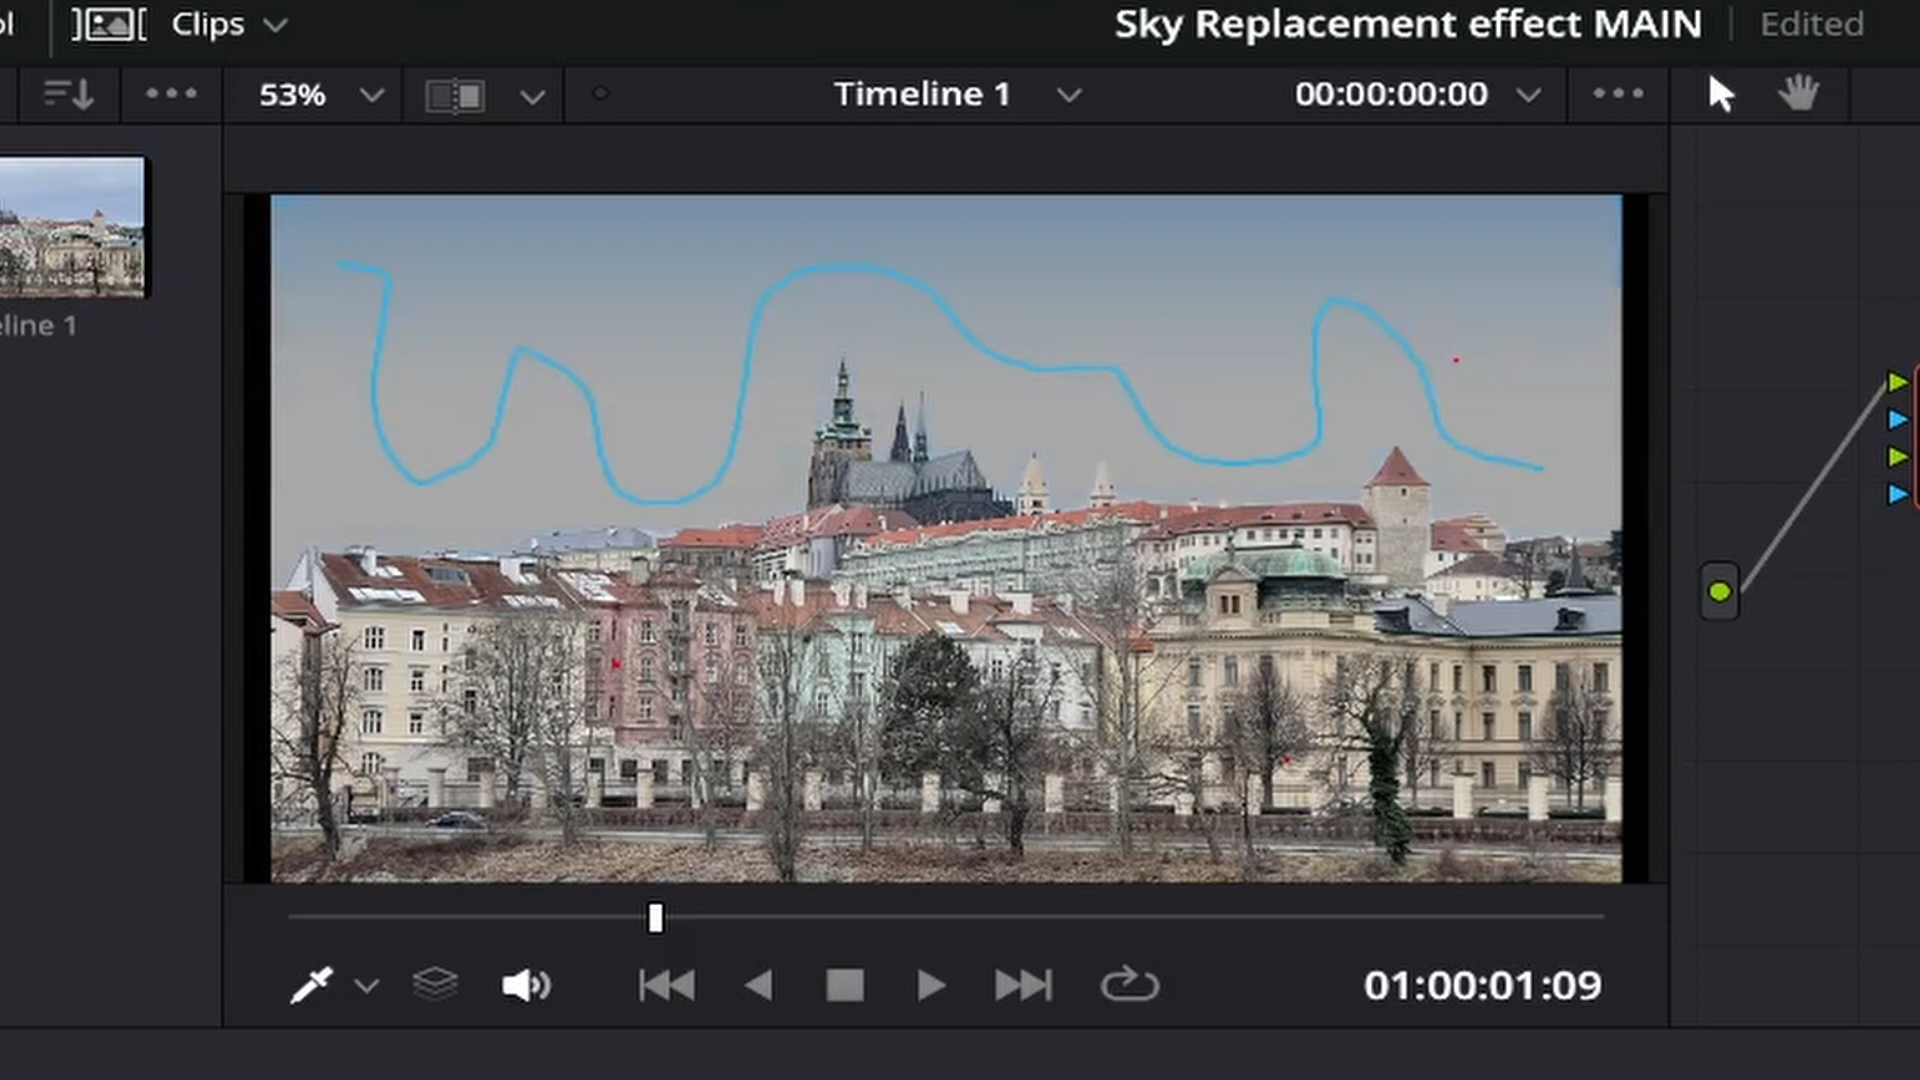 Clips
Sky Replacement effect MAIN
Edited
53%
Timeline 1
00:00:00:00
eline 1
01:00:01:09